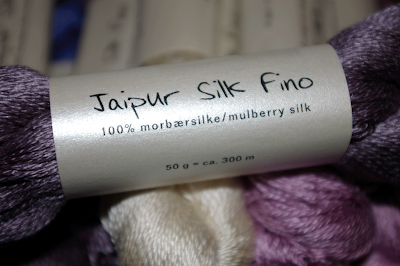 Jaipur Silk Fino
100% morbærsilke/mulberry silk
50 g = ca. 300 m